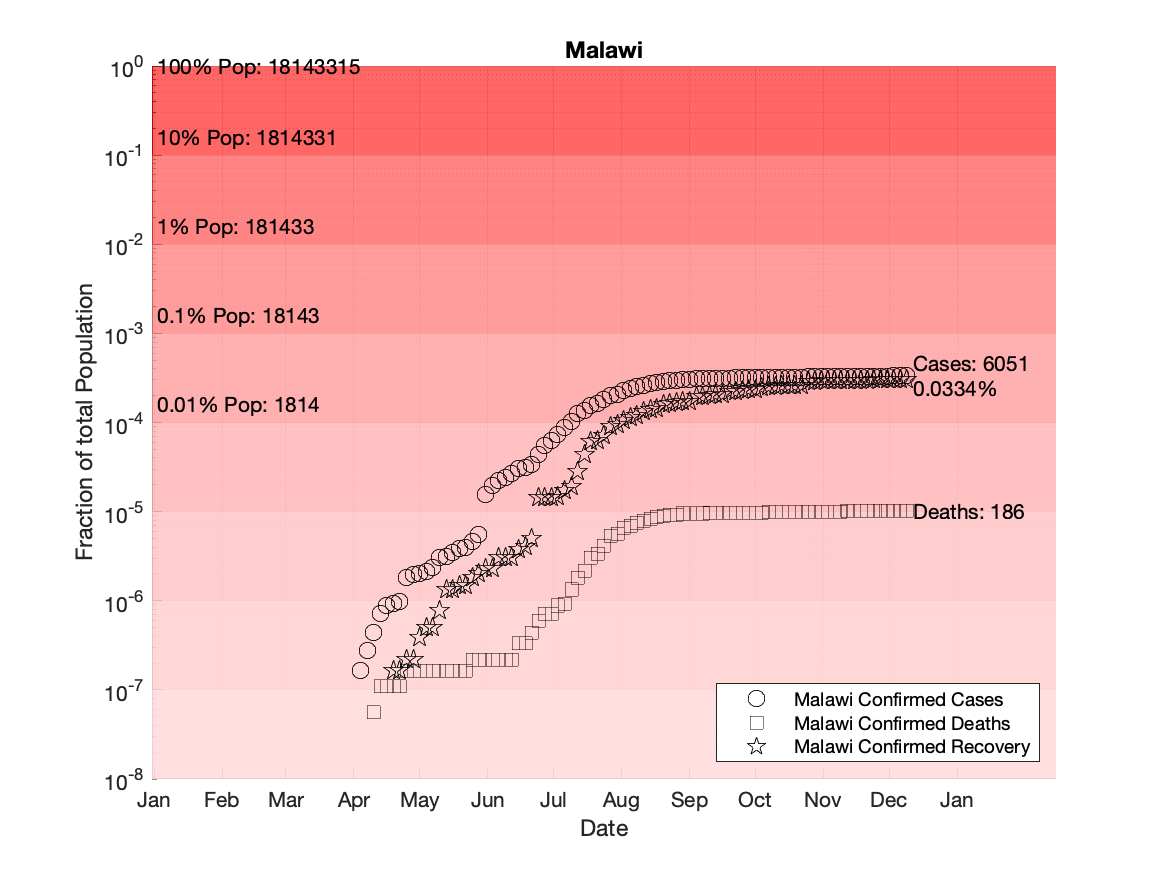 Malawi
10^0
100% Pop: 18143315
10% Pop: 1814331
10^-1
1% Pop: 181433
10^-2
0.1% Pop: 18143
10^-3
Cases: 6051
0.0334%
0.01% Pop: 1814
10^-4
Deaths: 186
10^-5
10^-6
10^-7
10^-8
Fraction of total Population
Malawi Confirmed Cases
Malawi Confirmed Deaths
Malawi Confirmed Recovery
Jan Feb Mar Apr May Jun Jul Aug Sep Oct Nov Dec Jan
Date